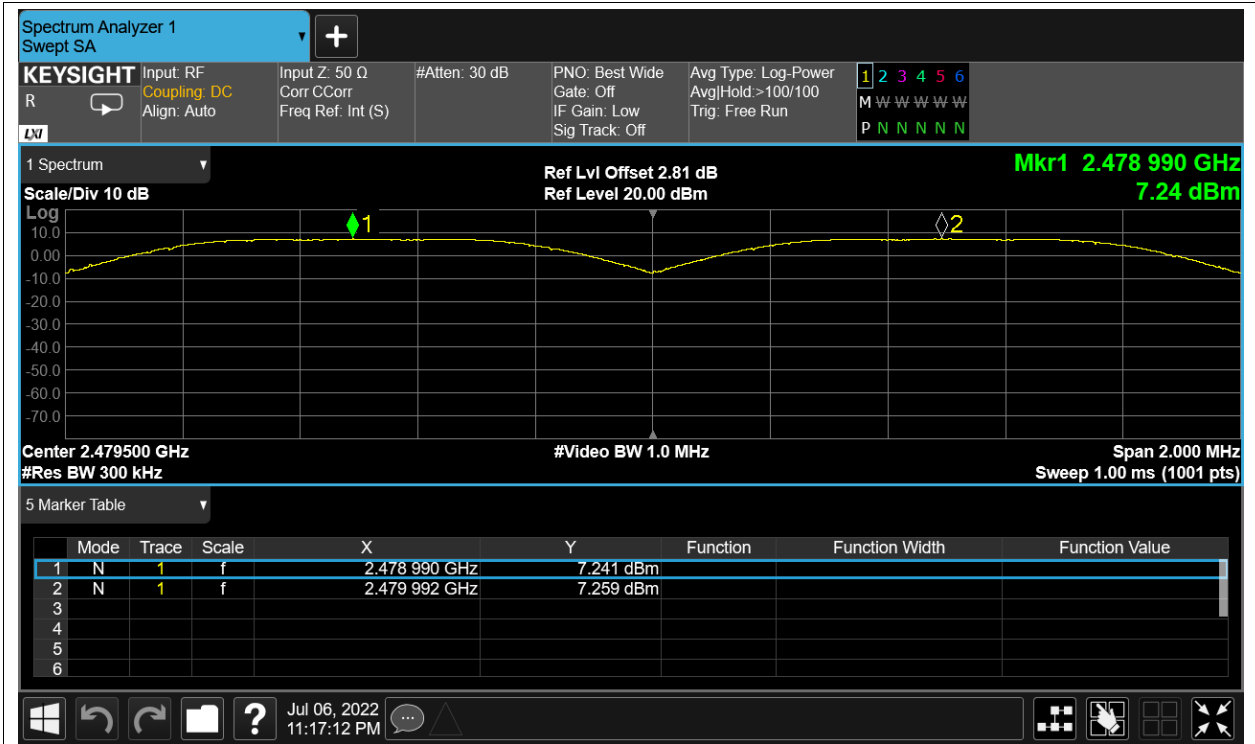 Spectrum Analyzer 1
Swept SA
KEYSIGHT
R
LXI
Input: RF
Coupling: DC
Align: Auto
Input Z: 50 Ω
Corr CCorr
Freq Ref: Int (S)
#Atten: 30 dB
PNO: Best Wide
Gate: Off
IF Gain: Low
Sig Track: Off
Avg Type: Log-Power
Avg|Hold:>100/100
Trig: Free Run
1 2 3 4 5 6
M W W W W W
P N N N N N
1 Spectrum
Scale/Div 10 dB
Ref Lvl Offset 2.81 dB
Ref Level 20.00 dBm
Mkr1 2.478 990 GHz
7.24 dBm
Log
1
2
10.0
0.00
-10.0
-20.0
-30.0
-40.0
-50.0
-60.0
-70.0
Center 2.479500 GHz
#Res BW 300 kHz
#Video BW 1.0 MHz
Span 2.000 MHz
Sweep 1.00 ms (1001 pts)
5 Marker Table
Mode Trace Scale X Y Function Function Width Function Value
1 N 1 f 2.478 990 GHz 7.241 dBm
2 N 1 f 2.479 992 GHz 7.259 dBm
3
4
5
6
?
Jul 06, 2022
11:17:12 PM